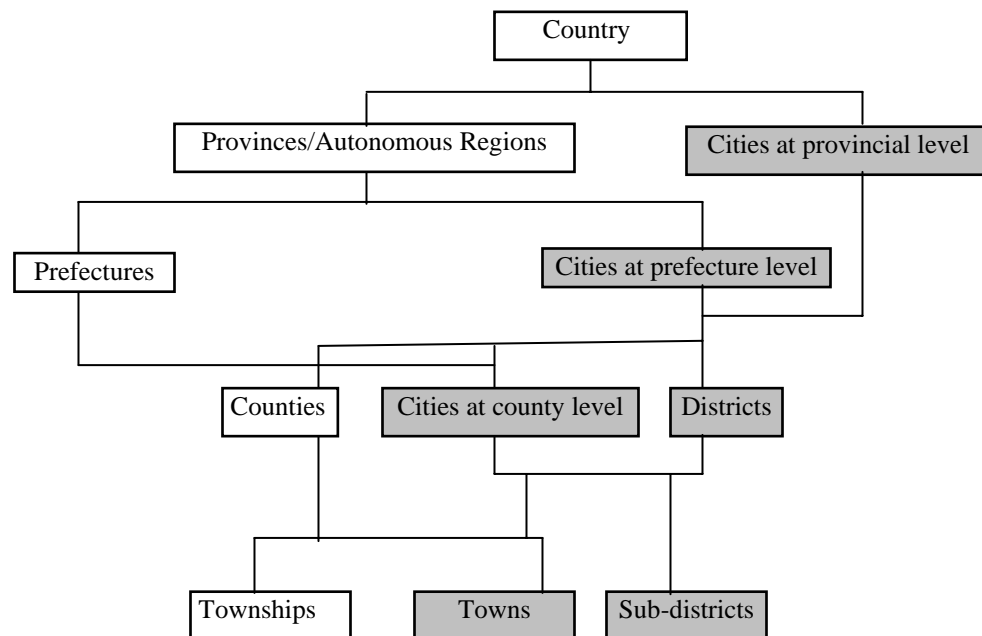 Country
Provinces/Autonomous Regions
Cities at provincial level
Prefectures
Cities at prefecture level
Counties
Cities at county level
Districts
Townships
Towns
Sub-districts